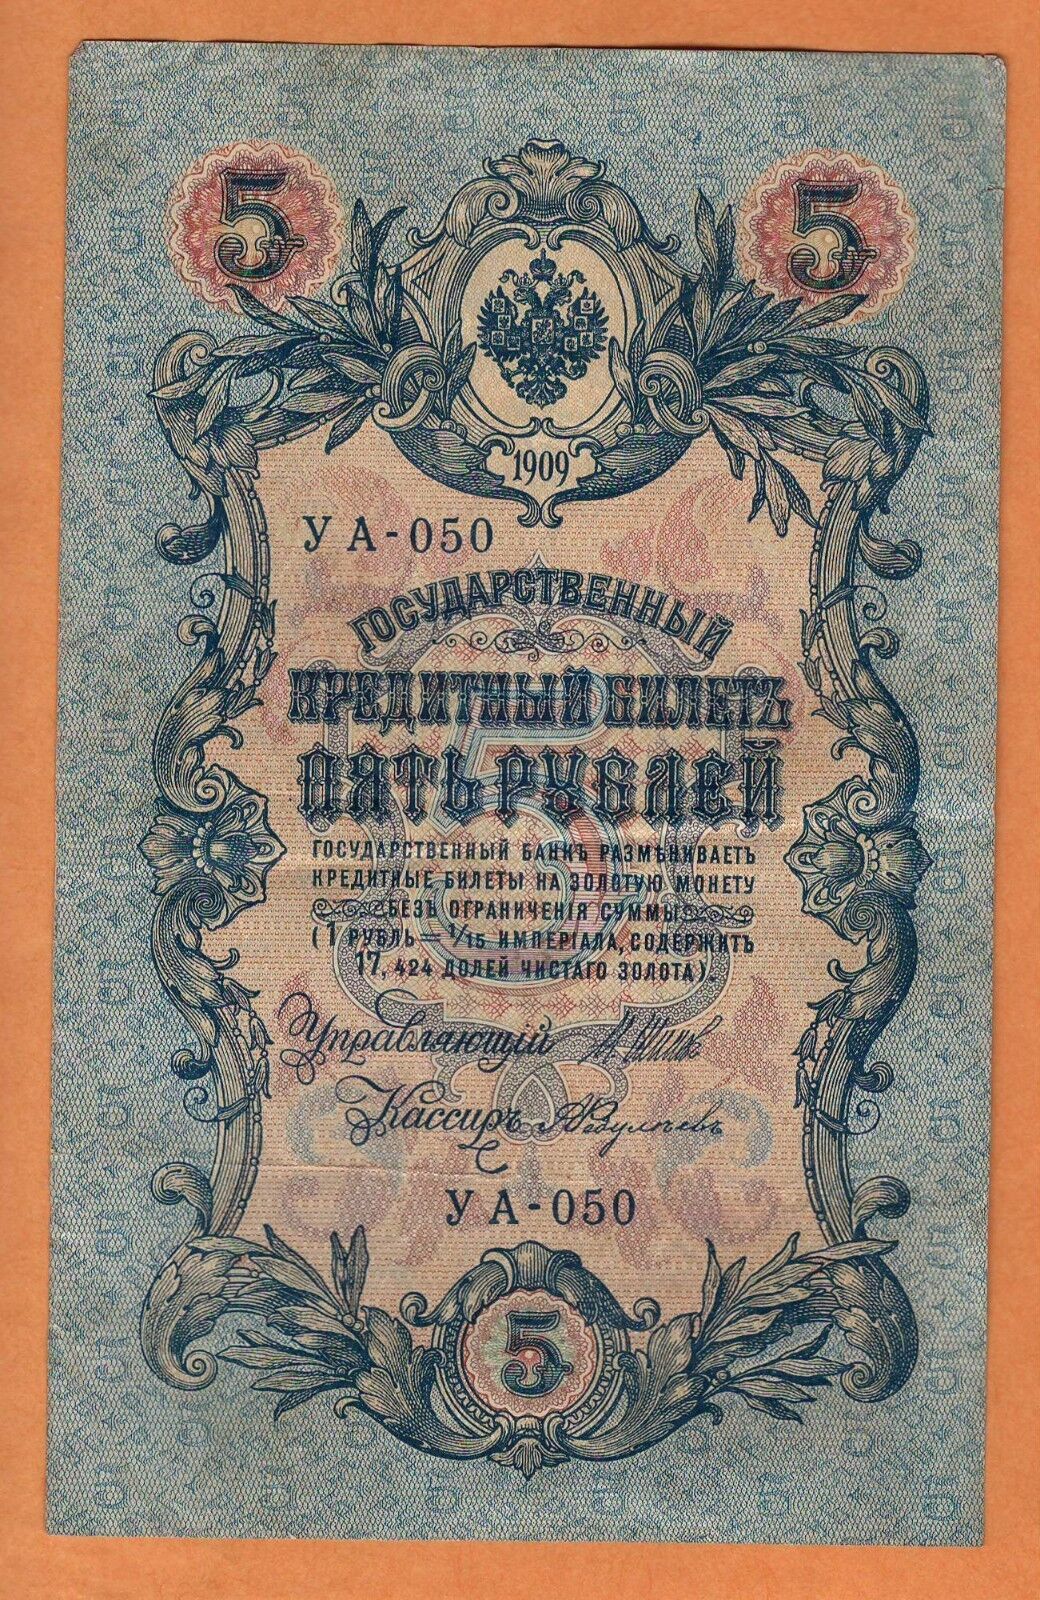 5 5
1909
УА-050
ГОСУДАРСТВЕННЫЙ
КРЕДИТНЫЙ БИЛЕТЪ
ПЯТЬ РУБЛЕЙ
5
ГОСУДАРСТВЕННЫЙ БАНКЪ РАЗМѢНИВАЕТЪ
КРЕДИТНЫЕ БИЛЕТЫ НА ЗОЛОТУЮ МОНЕТУ
БЕЗЪ ОГРАНИЧЕНІЯ СУММЫ
(1 РУБЛЬ = 1/15 ИМПЕРІАЛА, СОДЕРЖИТЪ
17,424 ДОЛЕЙ ЧИСТАГО ЗОЛОТА).
Управляющій
Кассиръ
УА-050
5